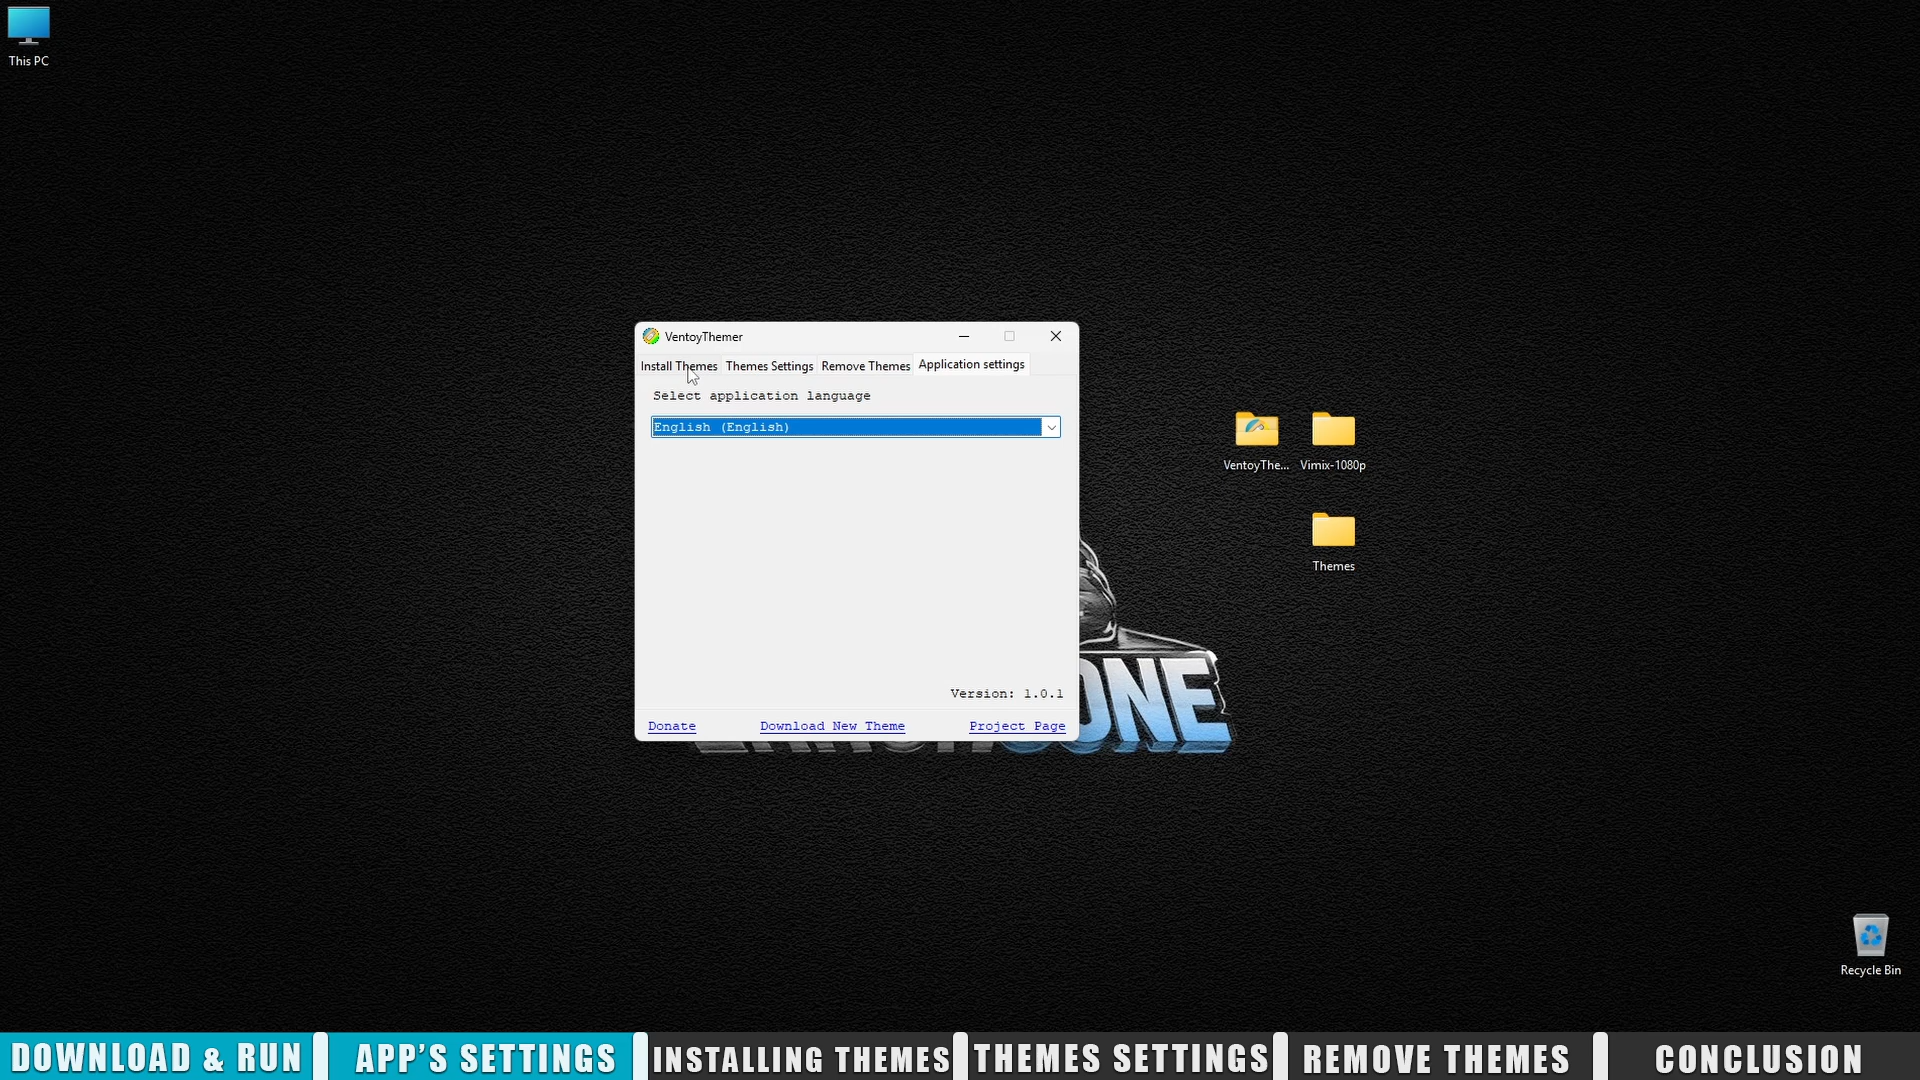 This PC
VentoyThemer
Install Themes Themes Settings Remove Themes Application settings
Select application language
English (English)
VentoyThe... Vimix-1080p
Themes
Version: 1.0.1
Donate Download New Theme Project Page
ONE
Recycle Bin
DOWNLOAD & RUN APP'S SETTINGS INSTALLING THEMES THEMES SETTINGS REMOVE THEMES CONCLUSION